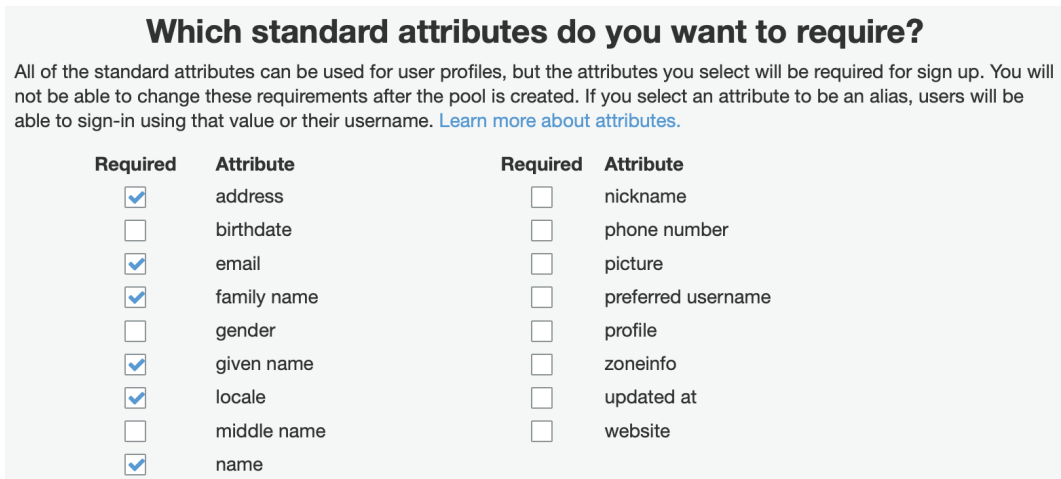 Which standard attributes do you want to require?
All of the standard attributes can be used for user profiles, but the attributes you select will be required for sign up. You will
not be able to change these requirements after the pool is created. If you select an attribute to be an alias, users will be
able to sign-in using that value or their username. Learn more about attributes.
Required Attribute
address
birthdate
email
family name
gender
given name
locale
middle name
name
Required Attribute
nickname
phone number
picture
preferred username
profile
zoneinfo
updated at
website